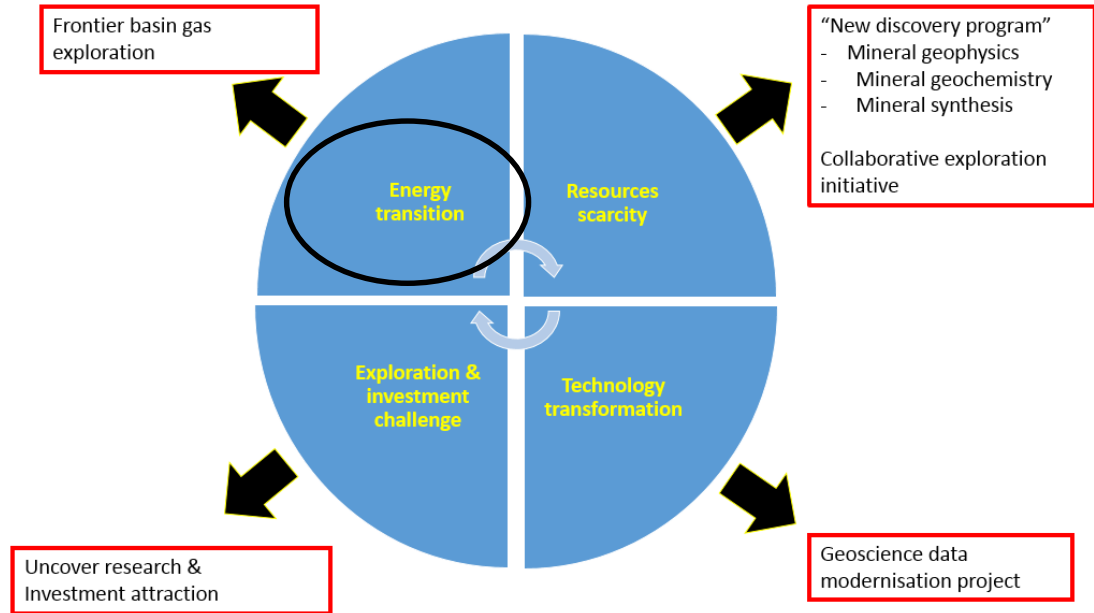 Frontier basin gas
exploration
“New discovery program”
- Mineral geophysics
- Mineral geochemistry
- Mineral synthesis
Collaborative exploration
initiative
Energy
transition
Resources
scarcity
Exploration &
investment
challenge
Technology
transformation
Uncover research &
Investment attraction
Geoscience data
modernisation project